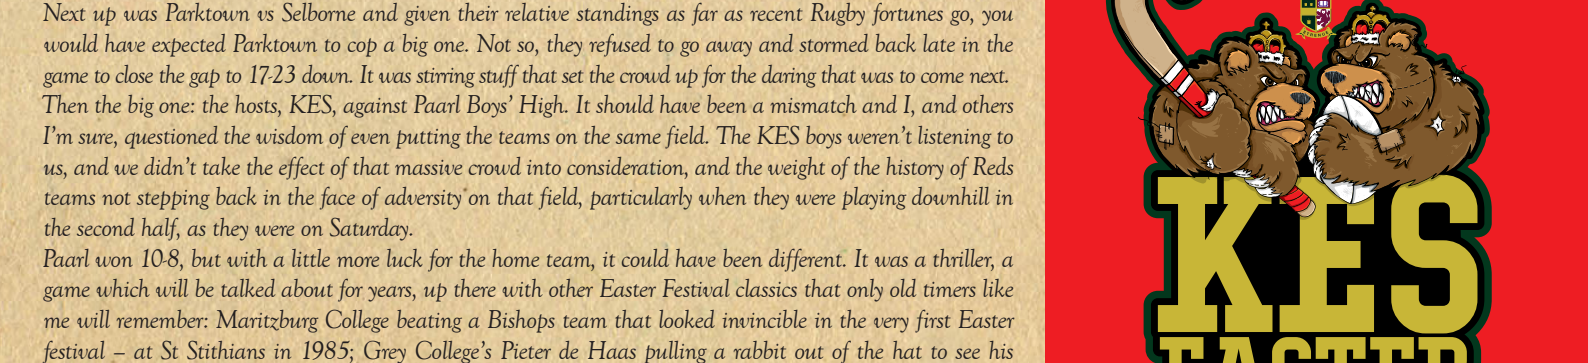 Next up was Parktown vs Selborne and given their relative standings as far as recent Rugby fortunes go, you
would have expected Parktown to cop a big one. Not so, they refused to go away and stormed back late in the
game to close the gap to 17-23 down. It was stirring stuff that set the crowd up for the daring that was to come next.
Then the big one: the hosts, KES, against Paarl Boys' High. It should have been a mismatch and I, and others
I'm sure, questioned the wisdom of even putting the teams on the same field. The KES boys weren't listening to
us, and we didn't take the effect of that massive crowd into consideration, and the weight of the history of Reds
teams not stepping back in the face of adversity on that field, particularly when they were playing downhill in
the second half, as they were on Saturday.
Paarl won 10-8, but with a little more luck for the home team, it could have been different. It was a thriller, a
game which will be talked about for years, up there with other Easter Festival classics that only old timers like
me will remember: Maritzburg College beating a Bishops team that looked invincible in the very first Easter
festival – at St Stithians in 1985; Grey College's Pieter de Haas pulling a rabbit out of the hat to see his
KES
EASTER